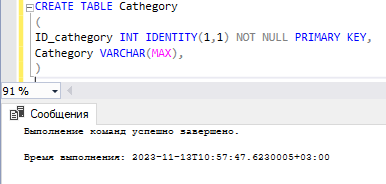 CREATE TABLE Cathegory
(
ID_cathegory INT IDENTITY(1,1) NOT NULL PRIMARY KEY,
Cathegory VARCHAR(MAX),
)
91 %
Сообщения
Выполнение команд успешно завершено.
Время выполнения: 2023-11-13T10:57:47.6230005+03:00